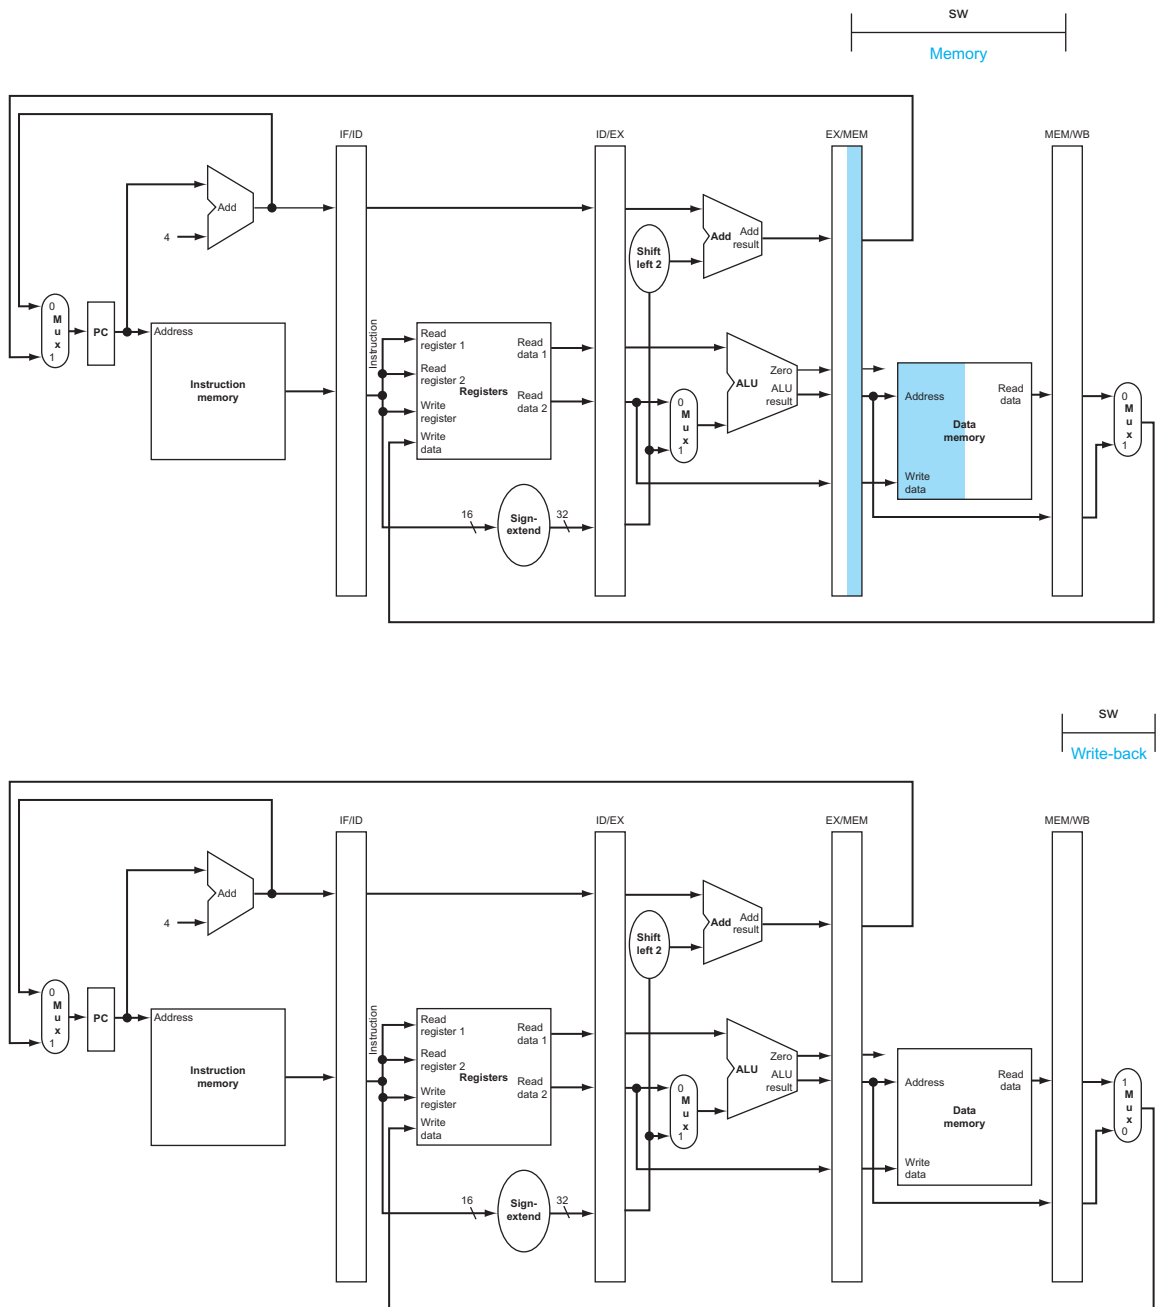 SW
Memory
IF/ID
ID/EX
EX/MEM
MEM/WB
Add
4
Add
Add
result
Shift
left 2
0
M
u
x
1
PC
Address
Instruction
memory
Instruction
Read
register 1
Read
register 2
Write
register
Write
data
Registers
Read
data 1
Read
data 2
0
M
u
x
1
ALU
Zero
ALU
result
Address
Write
data
Data
memory
Read
data
0
M
u
x
1
16
Sign-
extend
32
SW
Write-back
IF/ID
ID/EX
EX/MEM
MEM/WB
Add
4
Add
Add
result
Shift
left 2
0
M
u
x
1
PC
Address
Instruction
memory
Instruction
Read
register 1
Read
register 2
Write
register
Write
data
Registers
Read
data 1
Read
data 2
0
M
u
x
1
ALU
Zero
ALU
result
Address
Write
data
Data
memory
Read
data
1
M
u
x
0
16
Sign-
extend
32